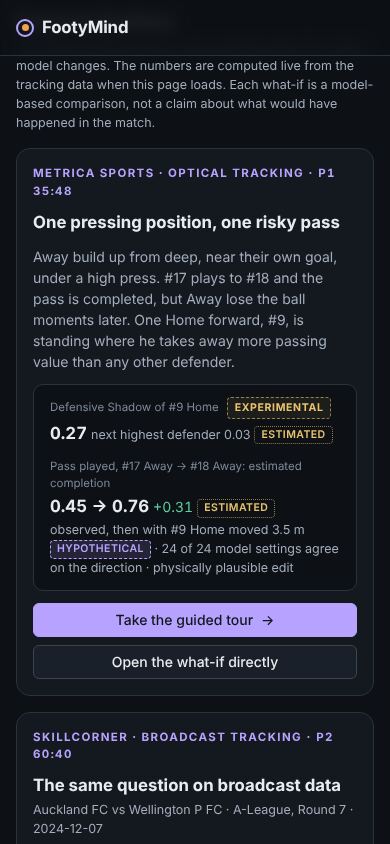 FootyMind
model changes. The numbers are computed live from the
tracking data when this page loads. Each what-if is a model-
based comparison, not a claim about what would have
happened in the match.
METRICA SPORTS · OPTICAL TRACKING · P1
35:48
One pressing position, one risky pass
Away build up from deep, near their own goal,
under a high press. #17 plays to #18 and the
pass is completed, but Away lose the ball
moments later. One Home forward, #9, is
standing where he takes away more passing
value than any other defender.
Defensive Shadow of #9 Home EXPERIMENTAL
0.27 next highest defender 0.03 ESTIMATED
Pass played, #17 Away → #18 Away: estimated
completion
0.45 → 0.76 +0.31 ESTIMATED
observed, then with #9 Home moved 3.5 m
HYPOTHETICAL · 24 of 24 model settings agree
on the direction · physically plausible edit
Take the guided tour →
Open the what-if directly
SKILLCORNER · BROADCAST TRACKING · P2
60:40
The same question on broadcast data
Auckland FC vs Wellington P FC · A-League, Round 7 ·
2024-12-07